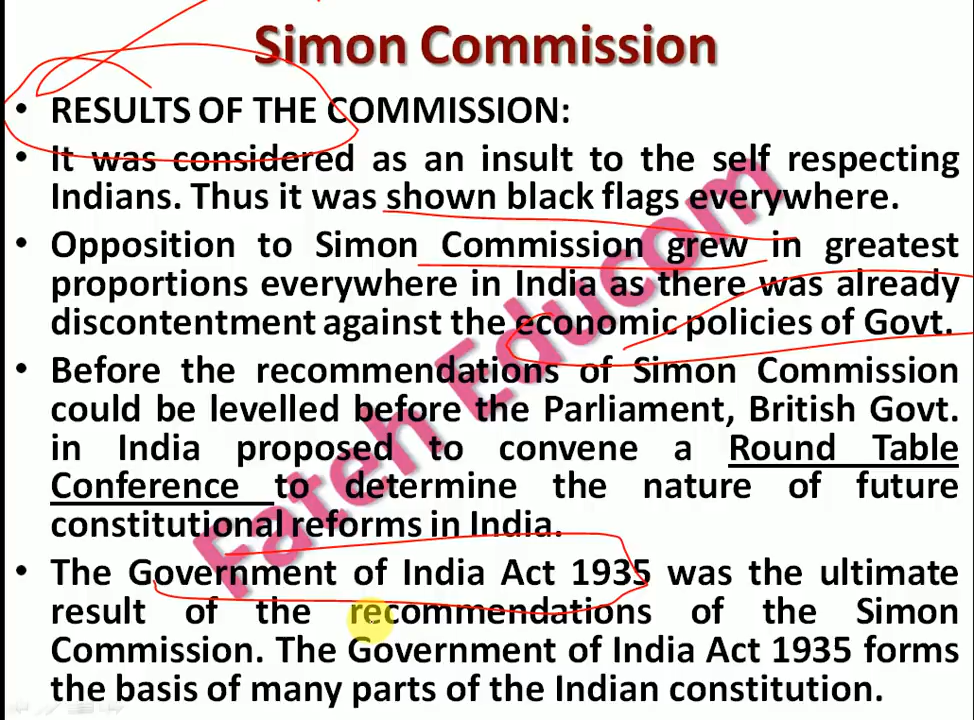 Simon Commission
• RESULTS OF THE COMMISSION:
• It was considered as an insult to the self respecting
Indians. Thus it was shown black flags everywhere.
• Opposition to Simon Commission grew in greatest
proportions everywhere in India as there was already
discontentment against the economic policies of Govt.
• Before the recommendations of Simon Commission
could be levelled before the Parliament, British Govt.
in India proposed to convene a Round Table
Conference to determine the nature of future
constitutional reforms in India.
• The Government of India Act 1935 was the ultimate
result of the recommendations of the Simon
Commission. The Government of India Act 1935 forms
the basis of many parts of the Indian constitution.
Fateh Educom